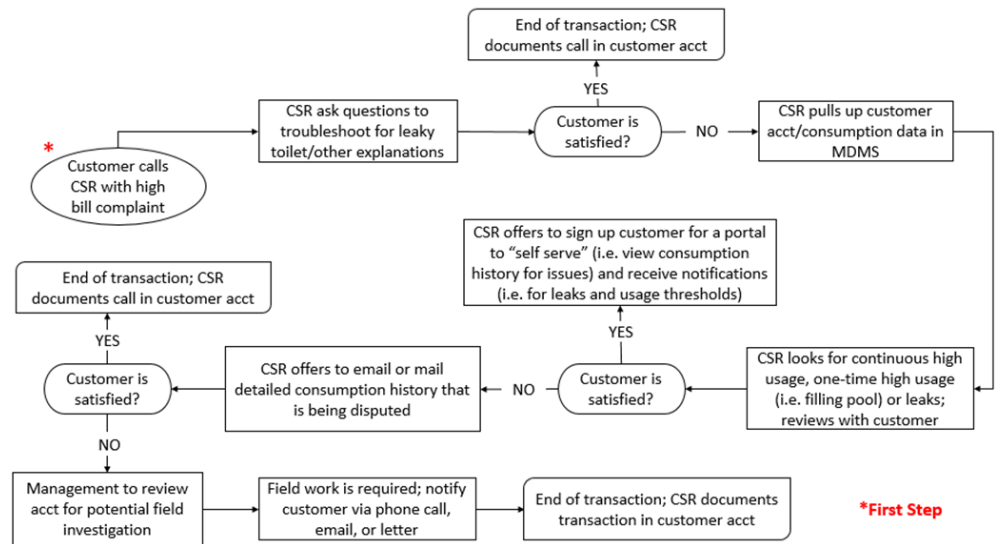 End of transaction; CSR
documents call in customer acct
YES
CSR ask questions to
troubleshoot for leaky
toilet/other explanations
Customer is
satisfied?
NO
CSR pulls up customer
acct/consumption data in
MDMS
*
Customer calls
CSR with high
bill complaint
CSR offers to sign up customer for a portal
to “self serve” (i.e. view consumption
history for issues) and receive notifications
(i.e. for leaks and usage thresholds)
End of transaction; CSR
documents call in customer acct
YES
YES
Customer is
satisfied?
CSR offers to email or mail
detailed consumption history that
is being disputed
NO
Customer is
satisfied?
CSR looks for continuous high
usage, one-time high usage
(i.e. filling pool) or leaks;
reviews with customer
NO
Management to review
acct for potential field
investigation
Field work is required; notify
customer via phone call,
email, or letter
End of transaction; CSR documents
transaction in customer acct
*First Step